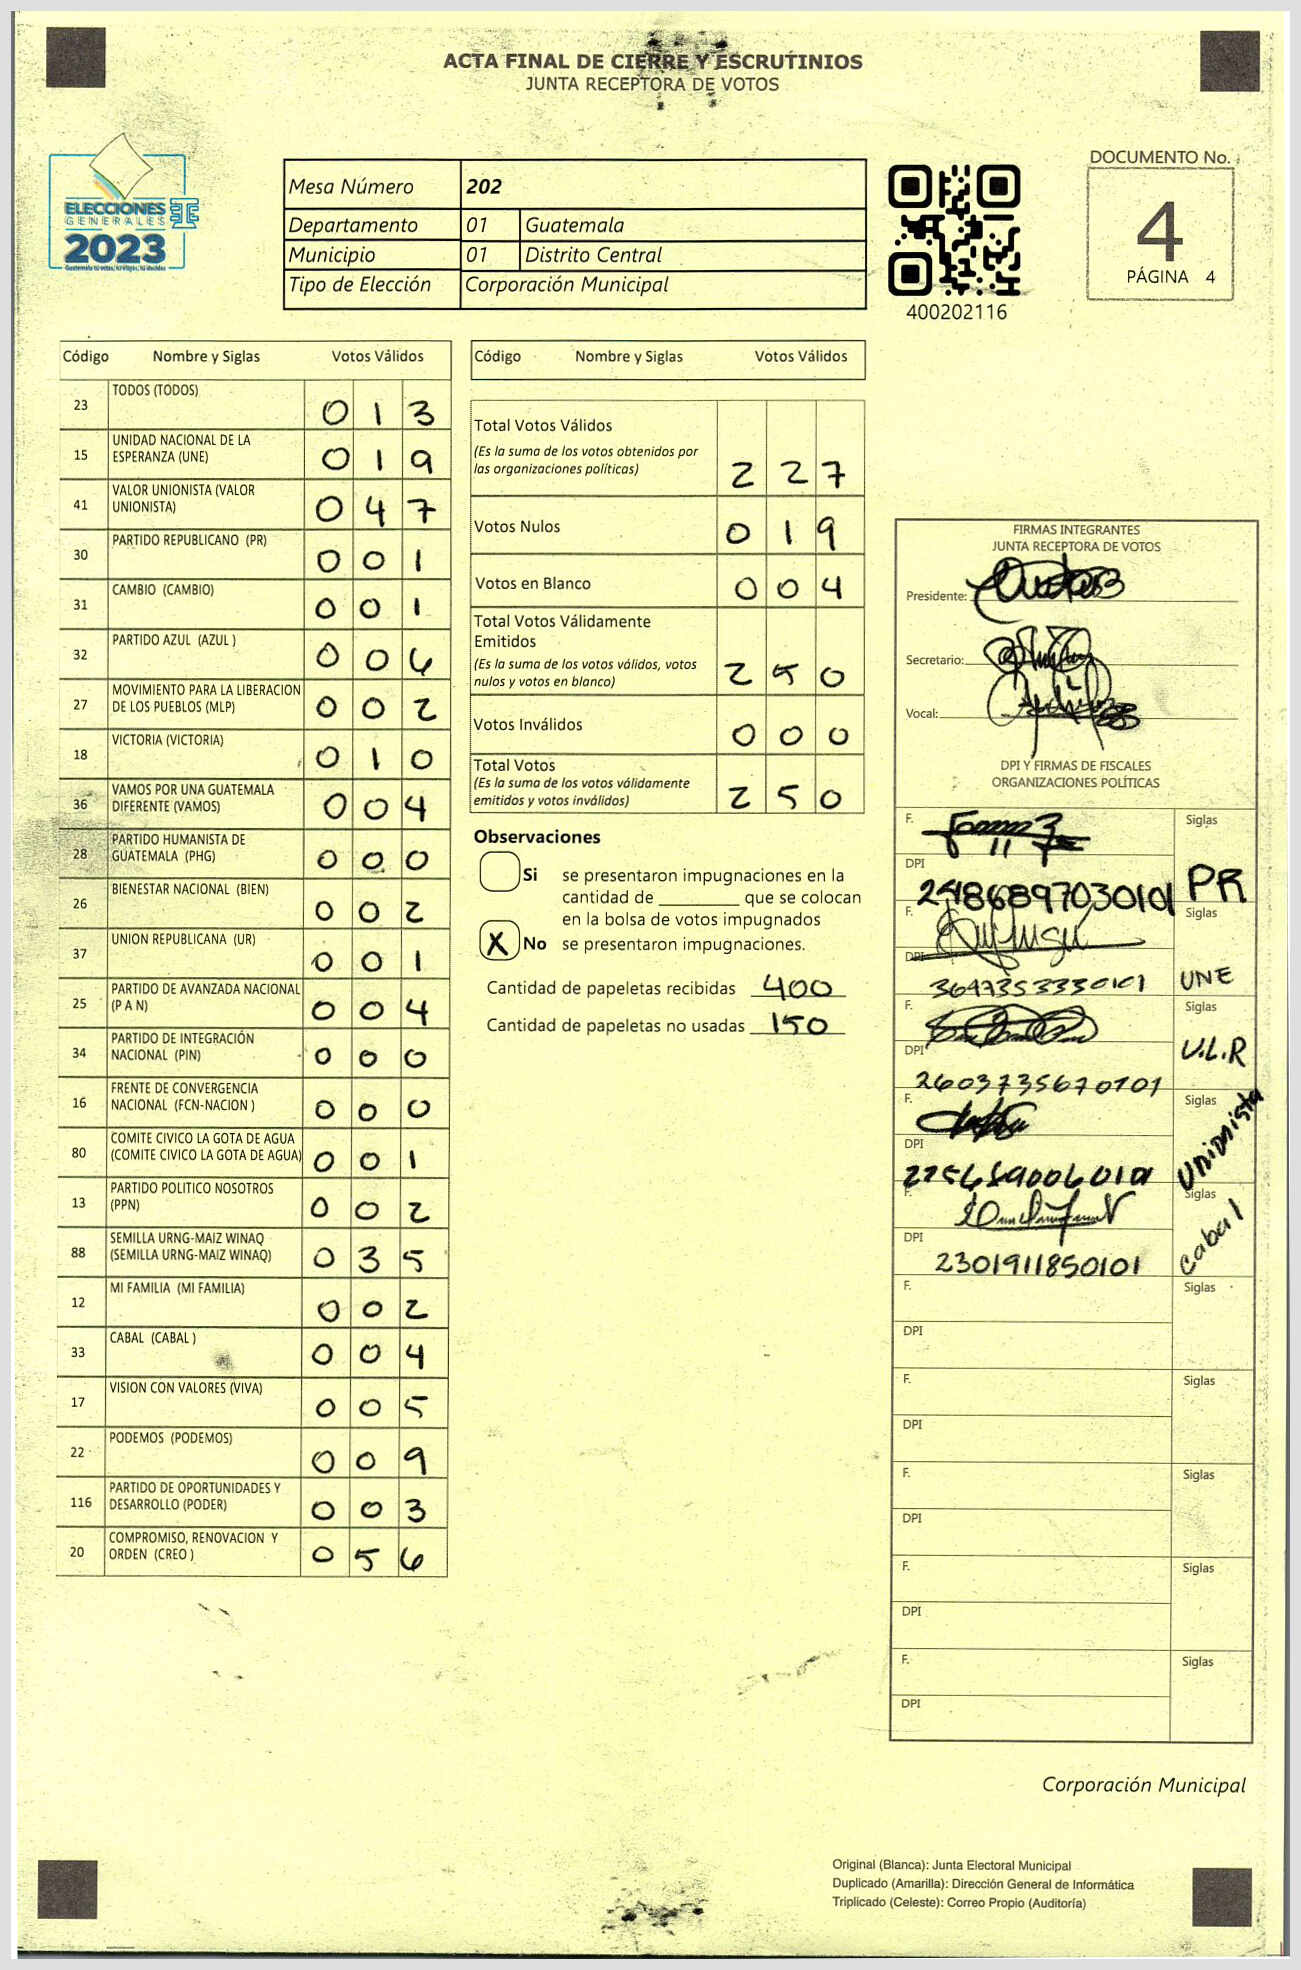 ACTA FINAL DE CIERRE Y ESCRUTINIOS
JUNTA RECEPTORA DE VOTOS
ELECCIONES
GENERALES
2023
Mesa Número 202
Departamento 01 Guatemala
Municipio 01 Distrito Central
Tipo de Elección Corporación Municipal
400202116
DOCUMENTO No.
4
PÁGINA 4
Código Nombre y Siglas Votos Válidos
23 TODOS (TODOS) 0 1 3
15 UNIDAD NACIONAL DE LA ESPERANZA (UNE) 0 1 9
41 VALOR UNIONISTA (VALOR UNIONISTA) 0 4 7
30 PARTIDO REPUBLICANO (PR) 0 0 1
31 CAMBIO (CAMBIO) 0 0 1
32 PARTIDO AZUL (AZUL ) 0 0 6
27 MOVIMIENTO PARA LA LIBERACION DE LOS PUEBLOS (MLP) 0 0 2
18 VICTORIA (VICTORIA) 0 1 0
36 VAMOS POR UNA GUATEMALA DIFERENTE (VAMOS) 0 0 4
28 PARTIDO HUMANISTA DE GUATEMALA (PHG) 0 0 0
26 BIENESTAR NACIONAL (BIEN) 0 0 2
37 UNION REPUBLICANA (UR) 0 0 1
25 PARTIDO DE AVANZADA NACIONAL (P A N) 0 0 4
34 PARTIDO DE INTEGRACIÓN NACIONAL (PIN) 0 0 0
16 FRENTE DE CONVERGENCIA NACIONAL (FCN-NACION ) 0 0 0
80 COMITE CIVICO LA GOTA DE AGUA (COMITE CIVICO LA GOTA DE AGUA) 0 0 1
13 PARTIDO POLITICO NOSOTROS (PPN) 0 0 2
88 SEMILLA URNG-MAIZ WINAQ (SEMILLA URNG-MAIZ WINAQ) 0 3 5
12 MI FAMILIA (MI FAMILIA) 0 0 2
33 CABAL (CABAL ) 0 0 4
17 VISION CON VALORES (VIVA) 0 0 5
22 PODEMOS (PODEMOS) 0 0 9
116 PARTIDO DE OPORTUNIDADES Y DESARROLLO (PODER) 0 0 3
20 COMPROMISO, RENOVACION Y ORDEN (CREO ) 0 5 6
Código Nombre y Siglas Votos Válidos
Total Votos Válidos
(Es la suma de los votos obtenidos por
las organizaciones políticas) 2 2 7
Votos Nulos 0 1 9
Votos en Blanco 0 0 4
Total Votos Válidamente
Emitidos
(Es la suma de los votos válidos, votos
nulos y votos en blanco) 2 5 0
Votos Inválidos 0 0 0
Total Votos
(Es la suma de los votos válidamente
emitidos y votos inválidos) 2 5 0
Observaciones
Si se presentaron impugnaciones en la
cantidad de ________ que se colocan
en la bolsa de votos impugnados
X No se presentaron impugnaciones.
Cantidad de papeletas recibidas 400
Cantidad de papeletas no usadas 150
FIRMAS INTEGRANTES
JUNTA RECEPTORA DE VOTOS
Presidente:
Secretario:
Vocal:
DPI Y FIRMAS DE FISCALES
ORGANIZACIONES POLÍTICAS
F. Siglas
DPI PR
2486897030101
F. Siglas
DPI
3647353330101 UNE
F. Siglas
DPI U.L.R
2603735670101
F. Siglas
DPI Unionista
F. Siglas
DPI cabal
2301911850101
F. Siglas
DPI
F. Siglas
DPI
F. Siglas
DPI
F. Siglas
DPI
F. Siglas
DPI
Corporación Municipal
Original (Blanca): Junta Electoral Municipal
Duplicado (Amarilla): Dirección General de Informática
Triplicado (Celeste): Correo Propio (Auditoría)